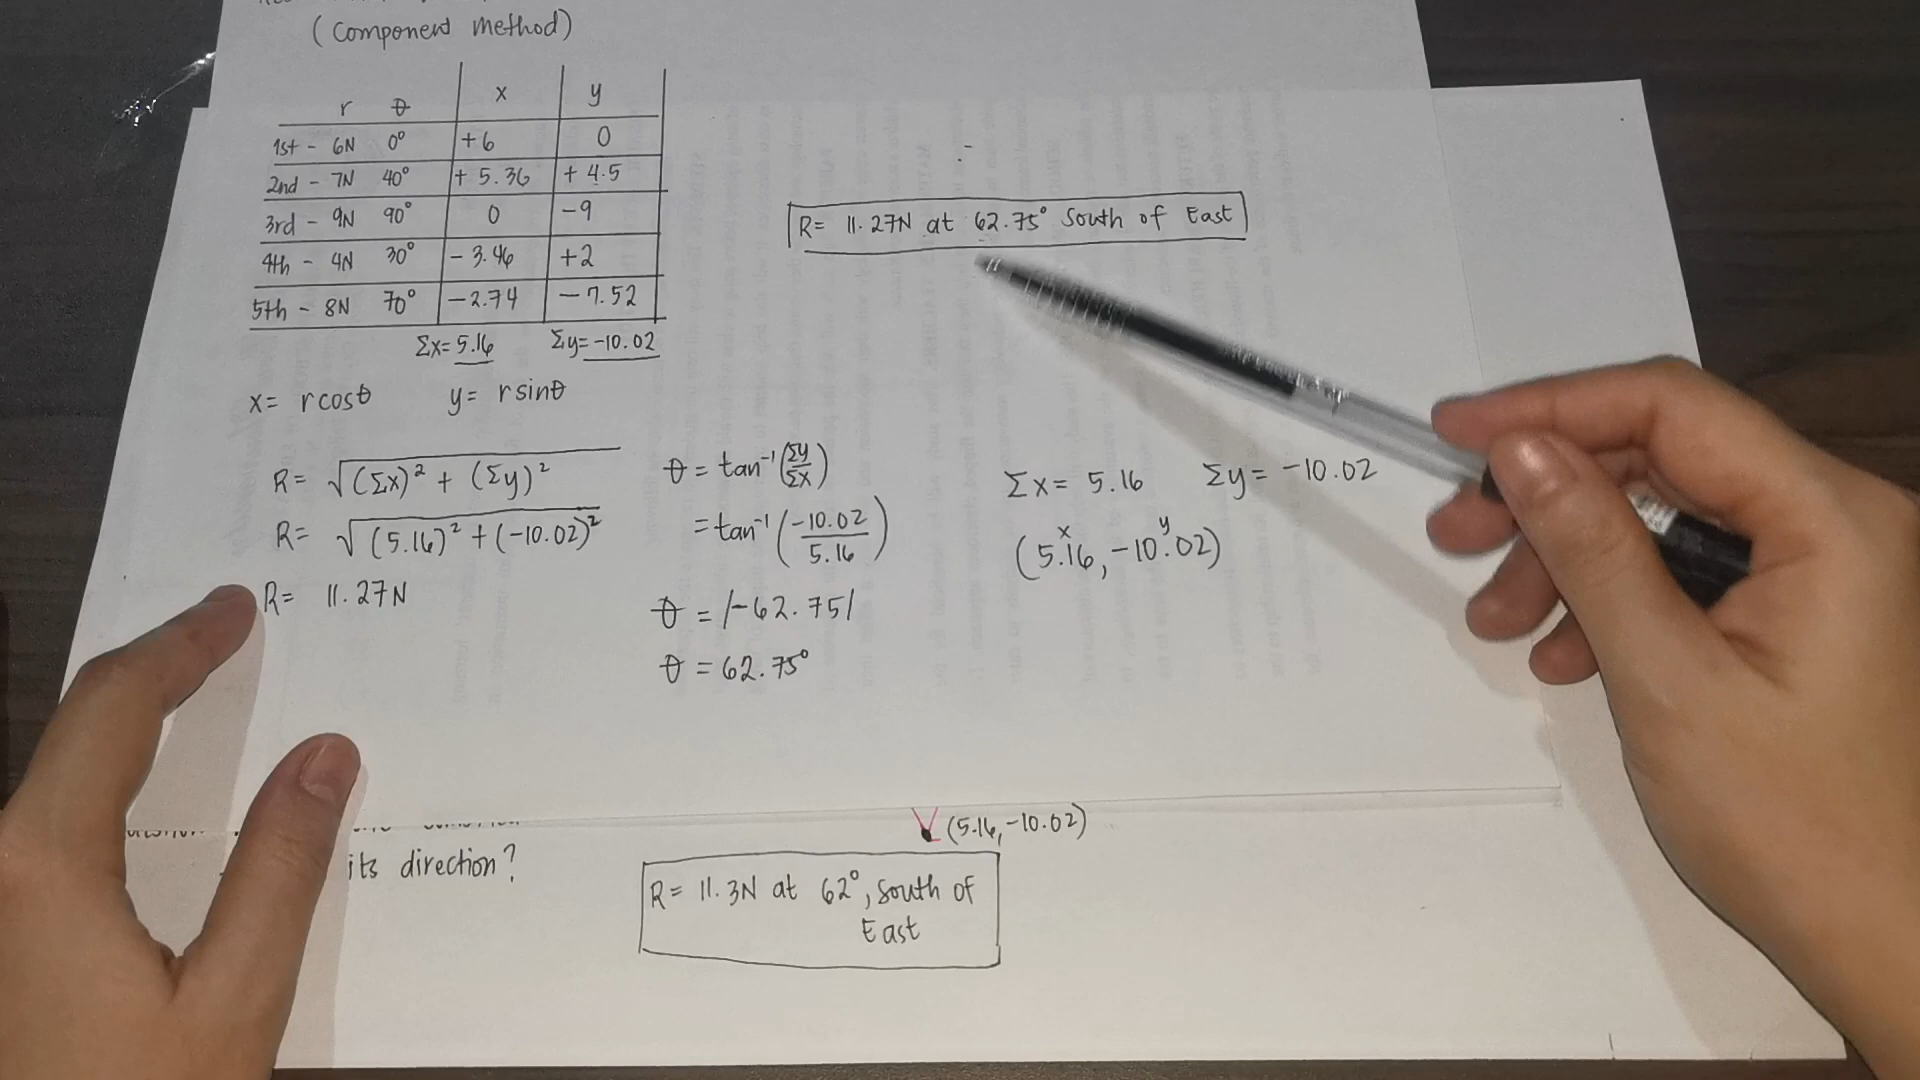 (Component method)
r θ x y
1st - 6N 0° +6 0
2nd - 7N 40° + 5.36 + 4.5
3rd - 9N 90° 0 -9
4th - 4N 30° - 3.46 +2
5th - 8N 70° -2.74 -7.52
Σx= 5.16 Σy= -10.02
x= rcosθ y= rsinθ
R= √(Σx)² + (Σy)²
R= √(5.16)² + (-10.02)²
R= 11.27N
θ = tan⁻¹(Σy/Σx)
= tan⁻¹(-10.02/5.16)
θ = /-62.75/
θ = 62.75°
R= 11.27N at 62.75° South of East
Σx= 5.16 Σy= -10.02
x y
(5.16, -10.02)
(5.16, -10.02)
its direction?
R= 11.3N at 62°, South of
East